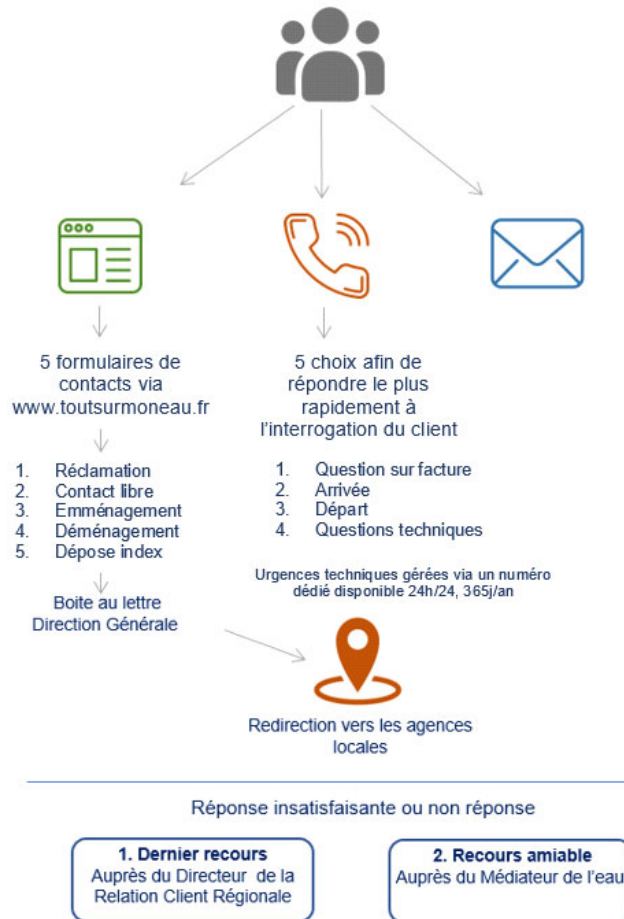 5 formulaires de
contacts via
www.toutsurmoneau.fr
1. Réclamation
2. Contact libre
3. Emménagement
4. Déménagement
5. Dépose index
Boite au lettre
Direction Générale
5 choix afin de
répondre le plus
rapidement à
l'interrogation du client
1. Question sur facture
2. Arrivée
3. Départ
4. Questions techniques
Urgences techniques gérées via un numéro
dédié disponible 24h/24, 365j/an
Redirection vers les agences
locales
Réponse insatisfaisante ou non réponse
1. Dernier recours
Auprès du Directeur de la
Relation Client Régionale
2. Recours amiable
Auprès du Médiateur de l'eau